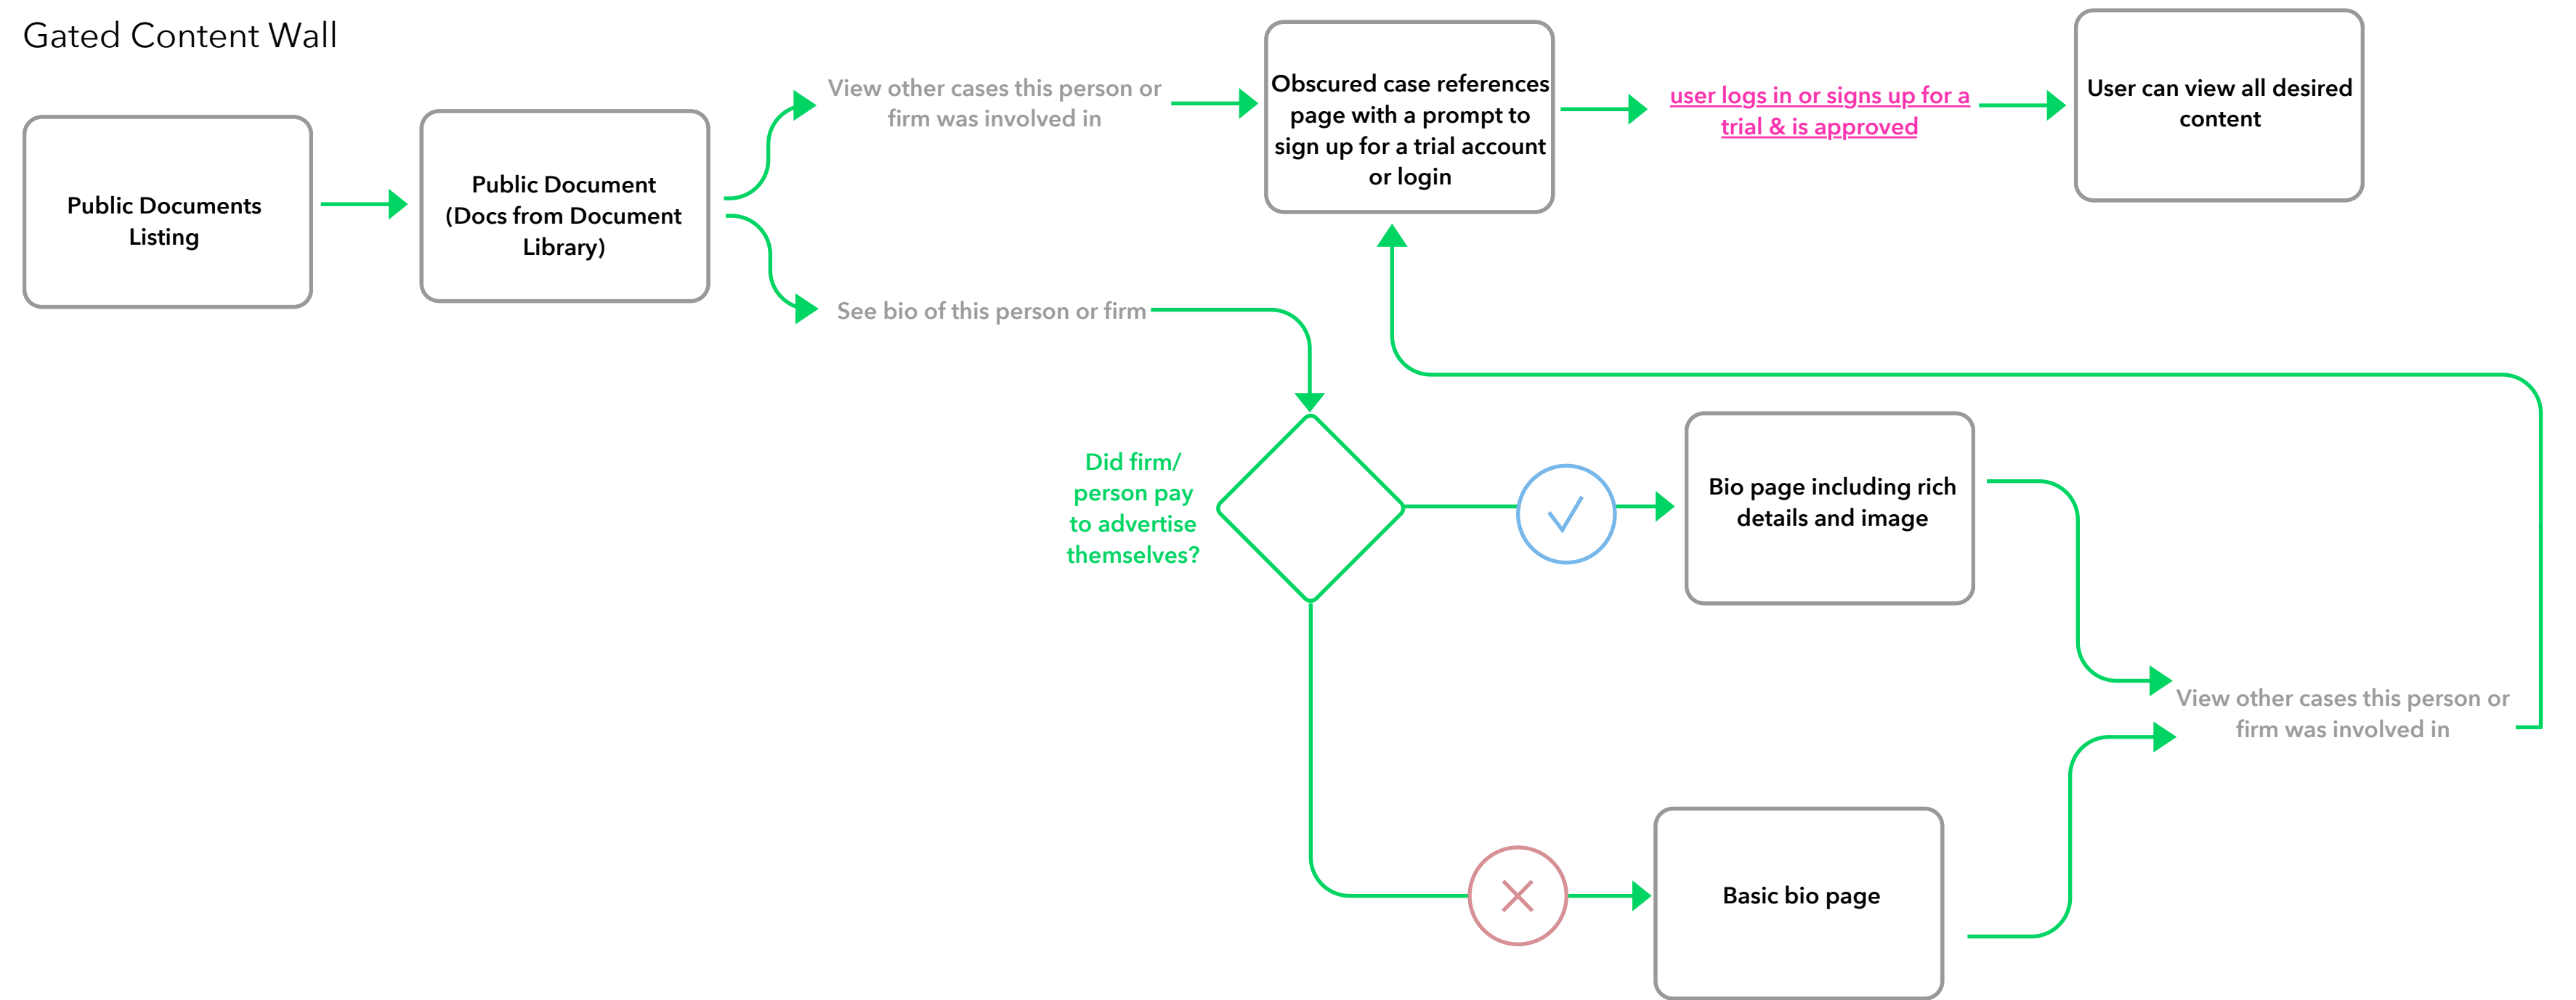 Gated Content Wall
Public Documents
Listing
Public Document
(Docs from Document
Library)
View other cases this person or
firm was involved in
Obscured case references
page with a prompt to
sign up for a trial account
or login
user logs in or signs up for a
trial & is approved
User can view all desired
content
See bio of this person or firm
Did firm/
person pay
to advertise
themselves?
Bio page including rich
details and image
View other cases this person or
firm was involved in
Basic bio page